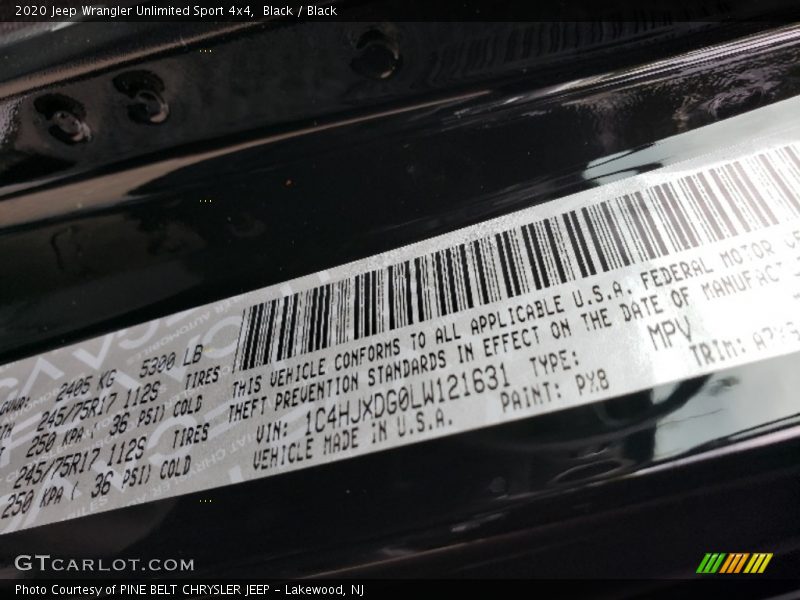 2020 Jeep Wrangler Unlimited Sport 4x4, Black / Black
GVWR: 2405 KG 5300 LB
245/75R17 112S TIRES
250 KPA ( 36 PSI) COLD
245/75R17 112S TIRES
250 KPA ( 36 PSI) COLD
THIS VEHICLE CONFORMS TO ALL APPLICABLE U.S.A. FEDERAL MOTOR
THEFT PREVENTION STANDARDS IN EFFECT ON THE DATE OF MANUFACT
VIN: 1C4HJXDG0LW121631 TYPE: MPV
VEHICLE MADE IN U.S.A. PAINT: PX8 TRIM:
GTCARLOT.COM
Photo Courtesy of PINE BELT CHRYSLER JEEP - Lakewood, NJ